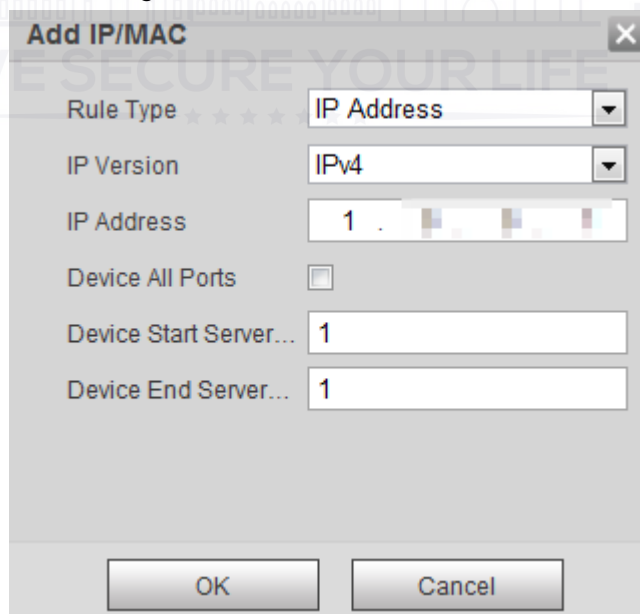 Add IP/MAC
VE SECURE YOUR LIFE
Rule Type IP Address
IP Version IPv4
IP Address 1 .
Device All Ports
Device Start Server... 1
Device End Server... 1
OK Cancel